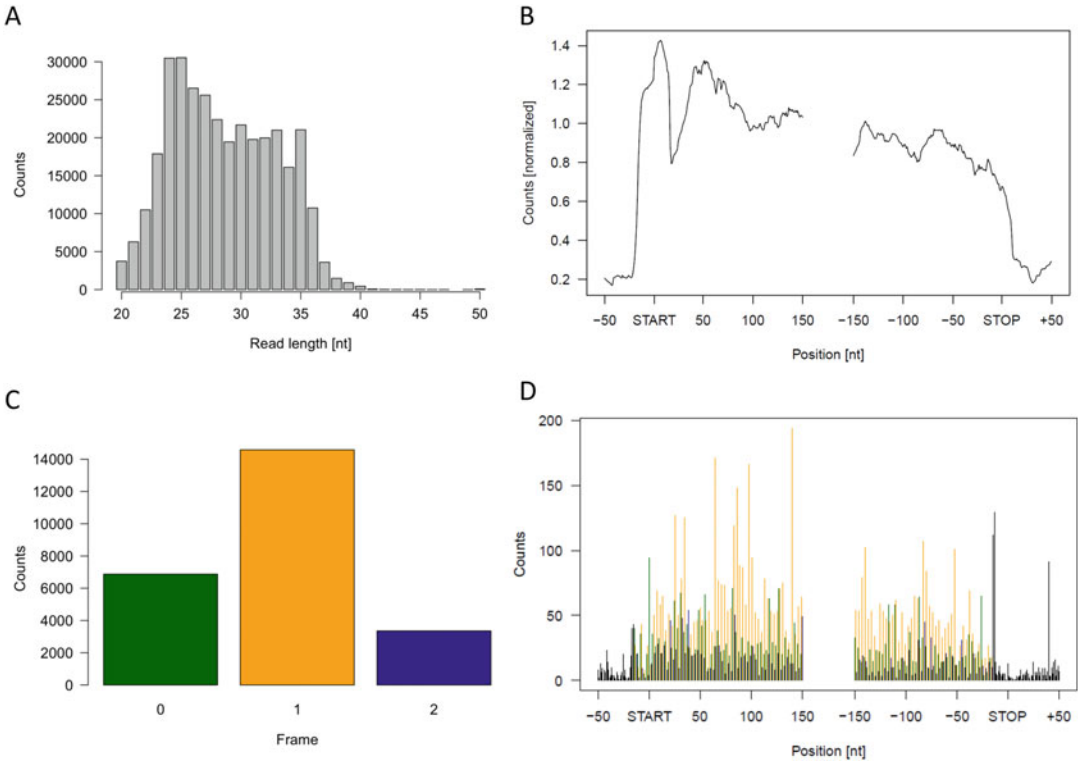 A
30000
25000
20000
15000
10000
5000
0
Counts
20 25 30 35 40 45 50
Read length [nt]
B
1.4
1.2
1.0
0.8
0.6
0.4
0.2
Counts [normalized]
−50 START 50 100 150 −150 −100 −50 STOP +50
Position [nt]
C
14000
12000
10000
8000
6000
4000
2000
0
Counts
0 1 2
Frame
D
200
150
100
50
0
Counts
−50 START 50 100 150 −150 −100 −50 STOP +50
Position [nt]